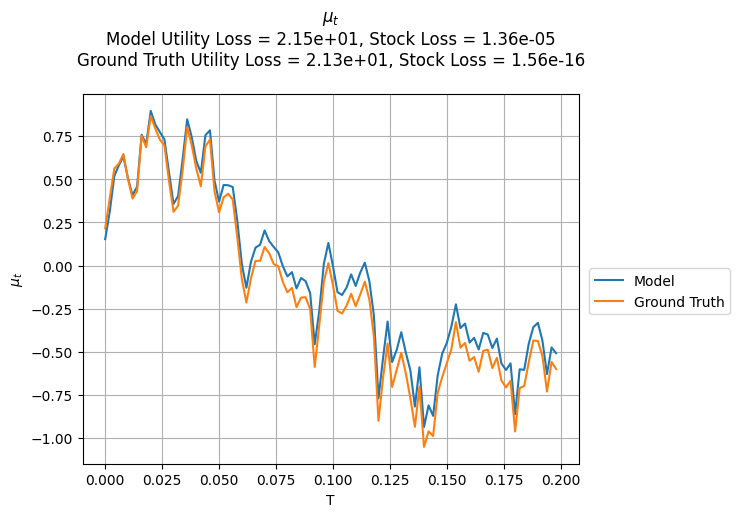 μt
Model Utility Loss = 2.15e+01, Stock Loss = 1.36e-05
Ground Truth Utility Loss = 2.13e+01, Stock Loss = 1.56e-16
0.75
0.50
0.25
0.00
−0.25
−0.50
−0.75
−1.00
μt
Model
Ground Truth
0.000 0.025 0.050 0.075 0.100 0.125 0.150 0.175 0.200
T